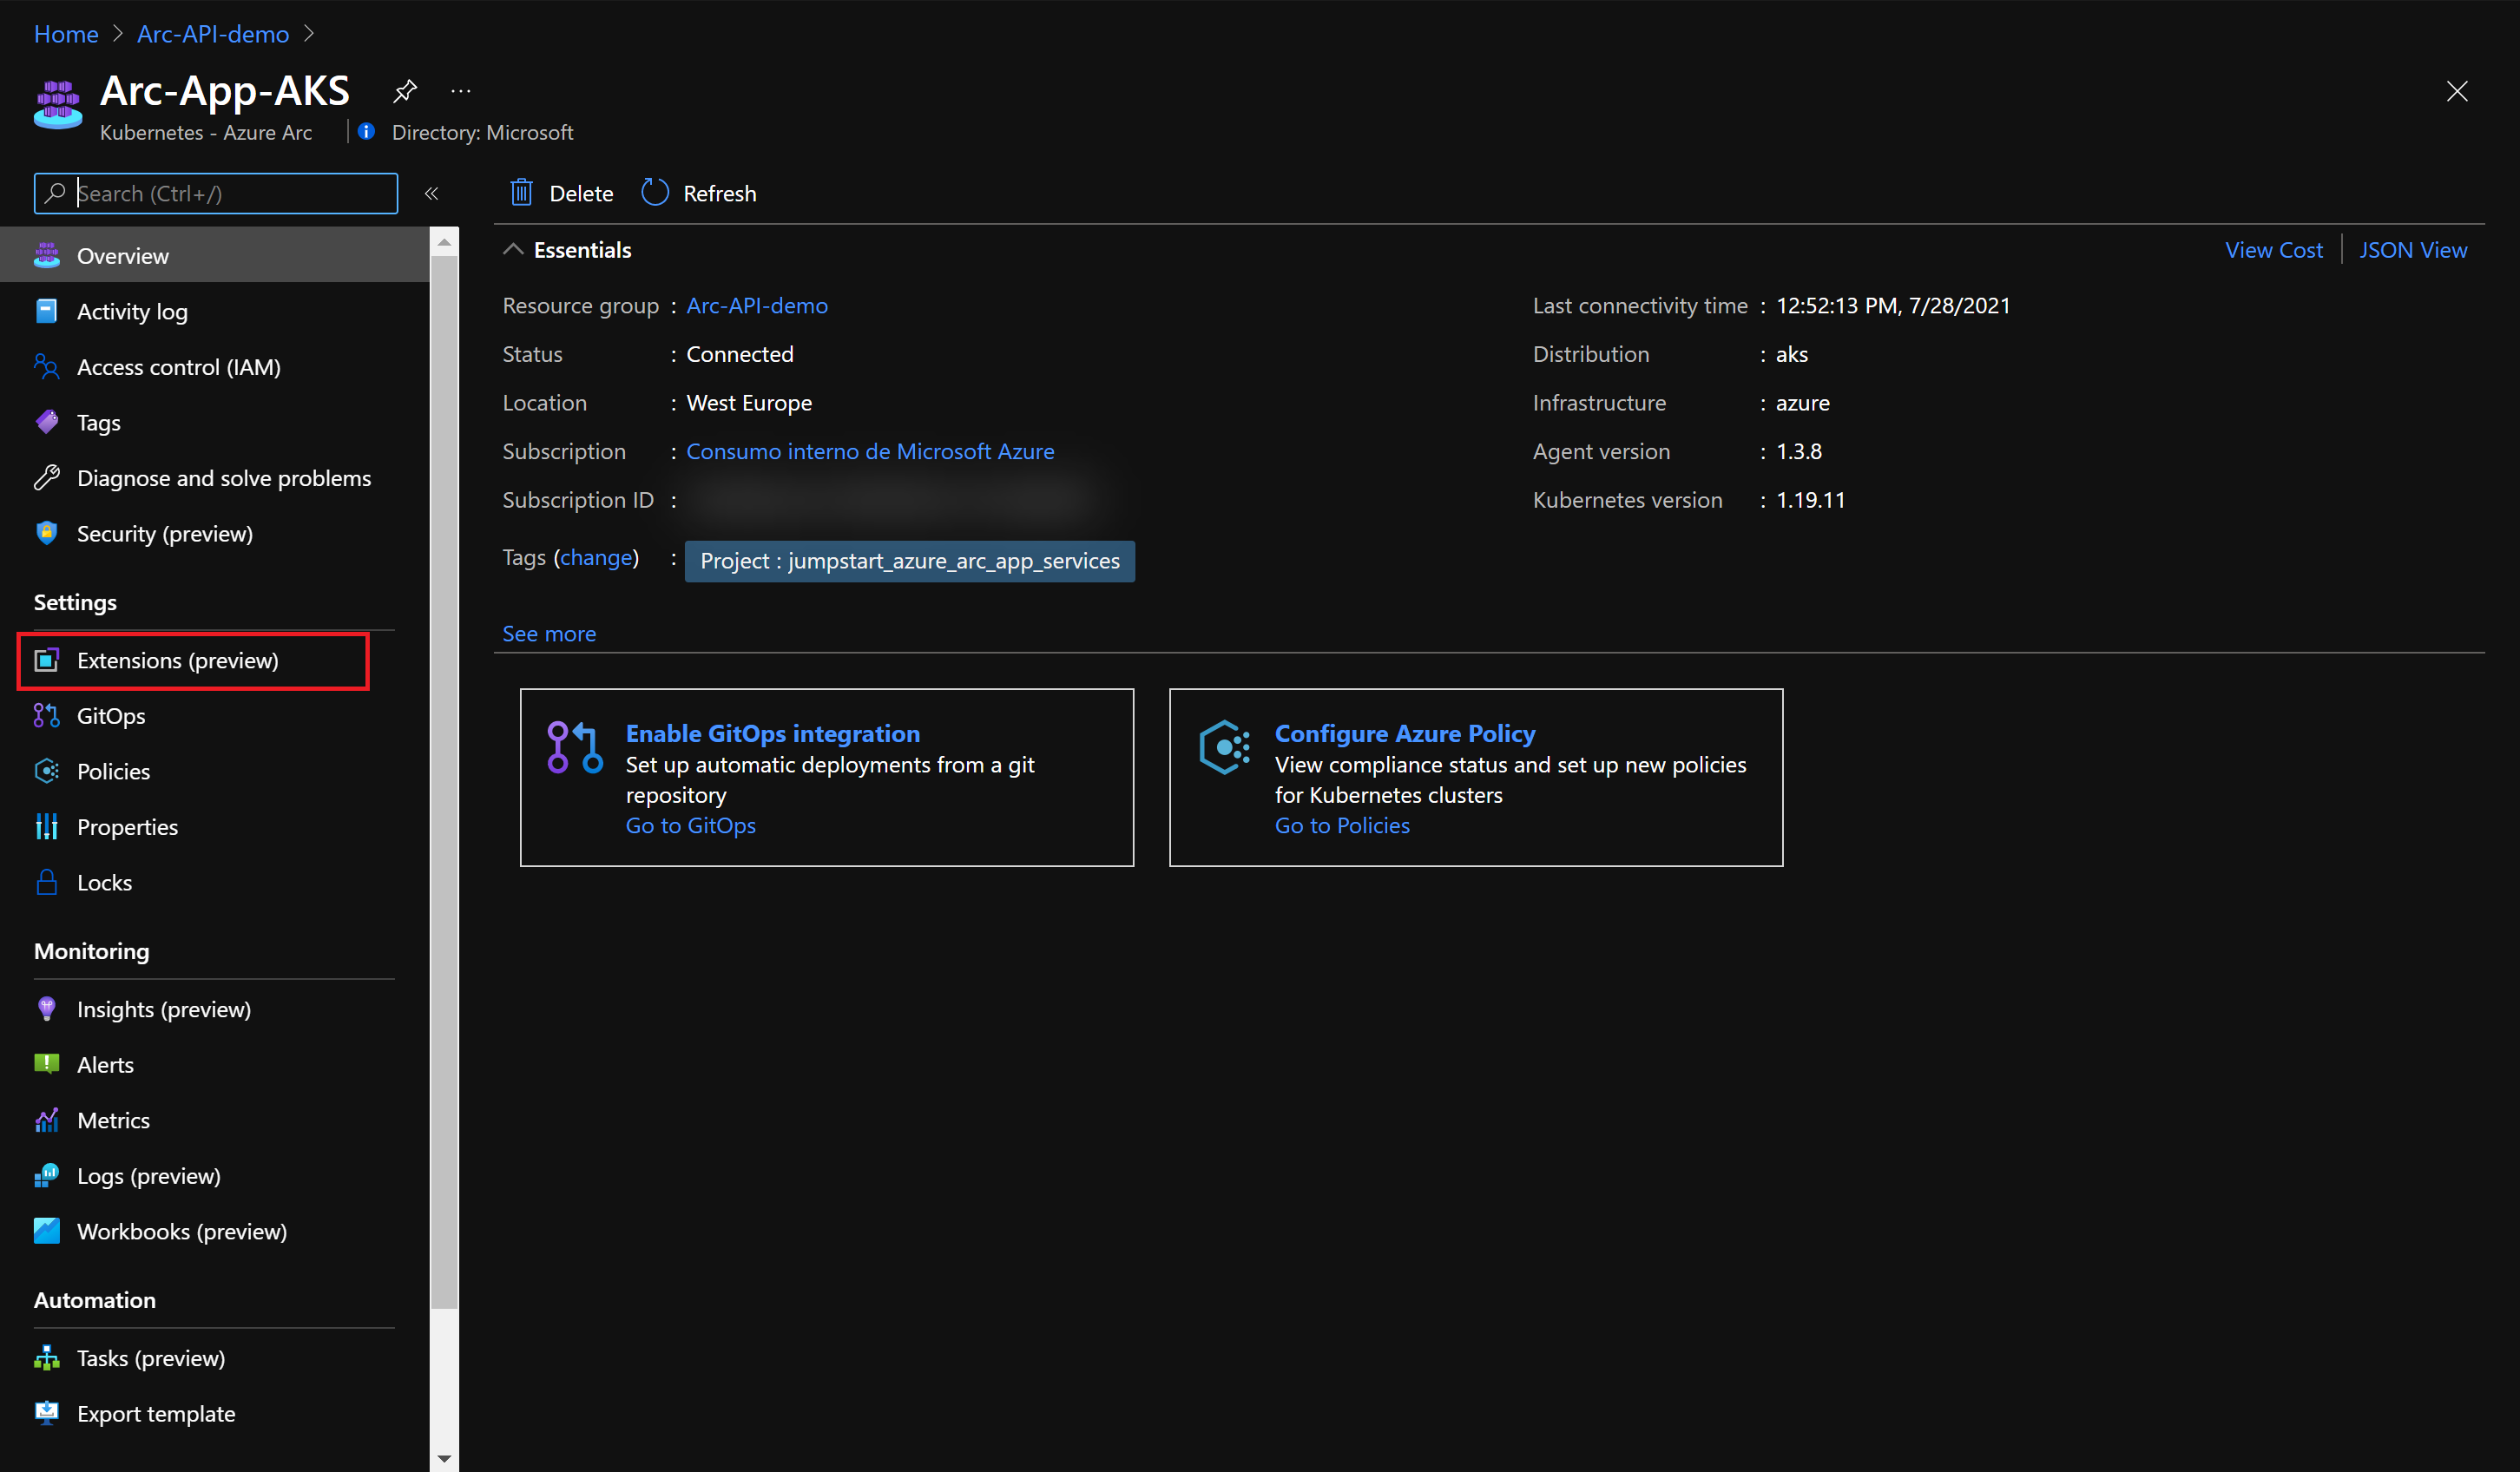 Home > Arc-API-demo >
Arc-App-AKS ...
Kubernetes - Azure Arc | Directory: Microsoft
Search (Ctrl+/)
«
Delete Refresh
Overview
Activity log
Access control (IAM)
Tags
Diagnose and solve problems
Security (preview)
Settings
Extensions (preview)
GitOps
Policies
Properties
Locks
Monitoring
Insights (preview)
Alerts
Metrics
Logs (preview)
Workbooks (preview)
Automation
Tasks (preview)
Export template
Essentials
View Cost | JSON View
Resource group : Arc-API-demo
Status : Connected
Location : West Europe
Subscription : Consumo interno de Microsoft Azure
Subscription ID :
Tags (change) : Project : jumpstart_azure_arc_app_services
Last connectivity time : 12:52:13 PM, 7/28/2021
Distribution : aks
Infrastructure : azure
Agent version : 1.3.8
Kubernetes version : 1.19.11
See more
Enable GitOps integration
Set up automatic deployments from a git
repository
Go to GitOps
Configure Azure Policy
View compliance status and set up new policies
for Kubernetes clusters
Go to Policies